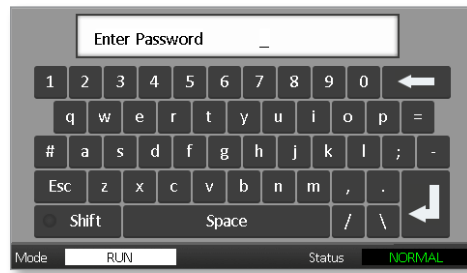 Enter Password _
1 2 3 4 5 6 7 8 9 0
q w e r t y u i o p =
# a s d f g h j k l ; -
Esc z x c v b n m , .
Shift Space / \
Mode RUN Status NORMAL